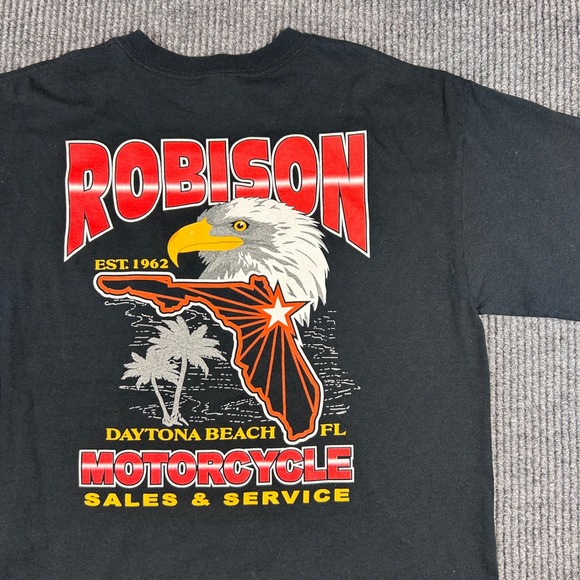 ROBISON
EST. 1962
DAYTONA BEACH FL
MOTORCYCLE
SALES & SERVICE